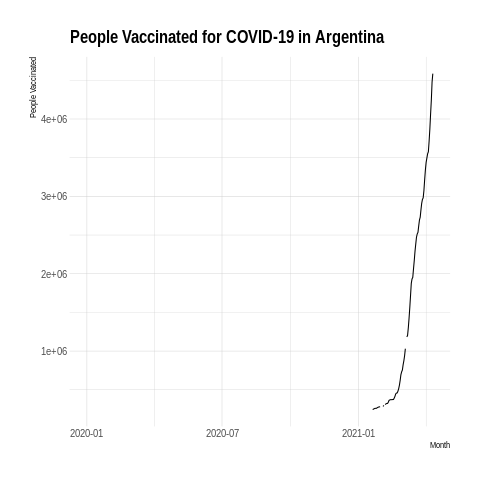 People Vaccinated for COVID-19 in Argentina
People Vaccinated
4e+06
3e+06
2e+06
1e+06
2020-01 2020-07 2021-01
Month